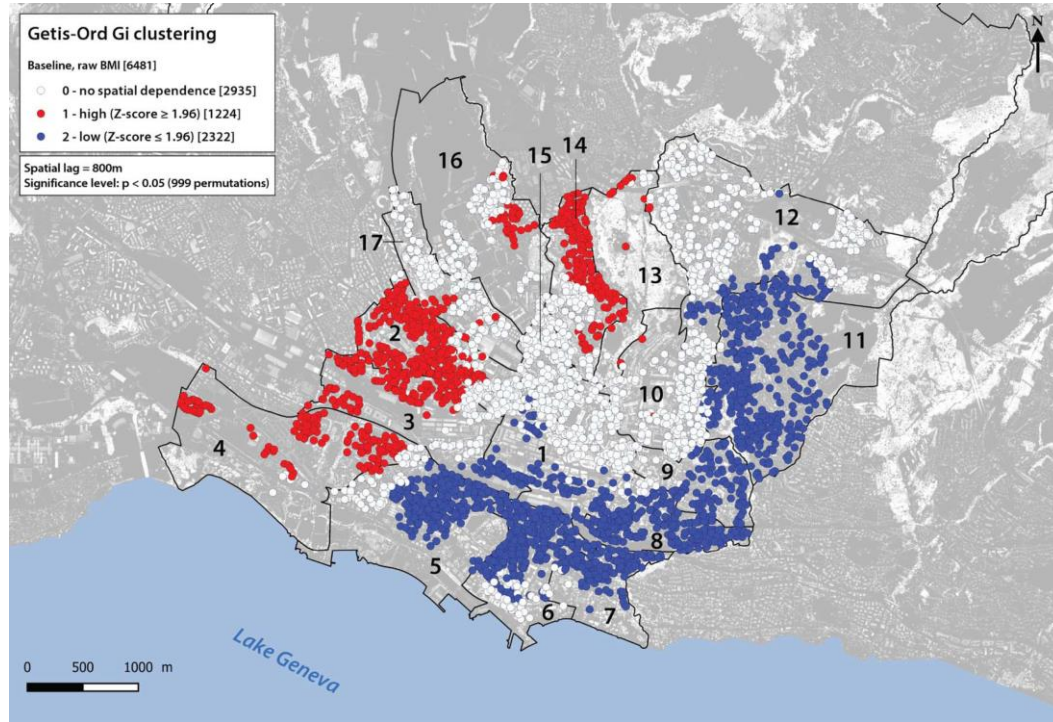 Getis-Ord Gi clustering
Baseline, raw BMI [6481]
0 - no spatial dependence [2935]
1 - high (Z-score ≥ 1.96) [1224]
2 - low (Z-score ≤ 1.96) [2322]
Spatial lag = 800m
Significance level: p < 0.05 (999 permutations)
N
16
15
14
12
17
13
2
11
10
3
4
1
9
8
5
6
7
Lake Geneva
0 500 1000 m